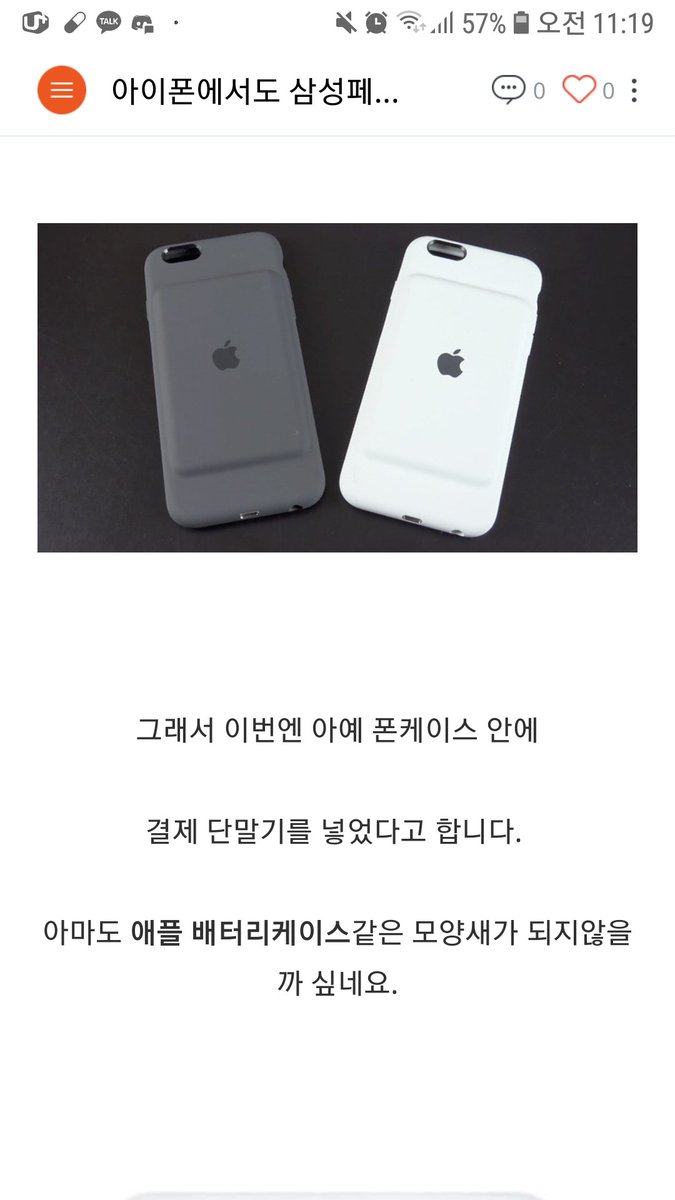 U+ TALK 57% 오전 11:19
아이폰에서도 삼성페... 0 0
그래서 이번엔 아예 폰케이스 안에
결제 단말기를 넣었다고 합니다.
아마도 애플 배터리케이스같은 모양새가 되지않을
까 싶네요.